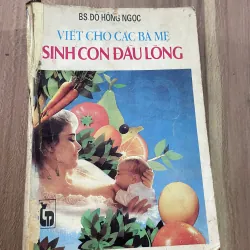 BS. ĐỖ HỒNG NGỌC
VIẾT CHO CÁC BÀ MẸ
SINH CON ĐẦU LÒNG